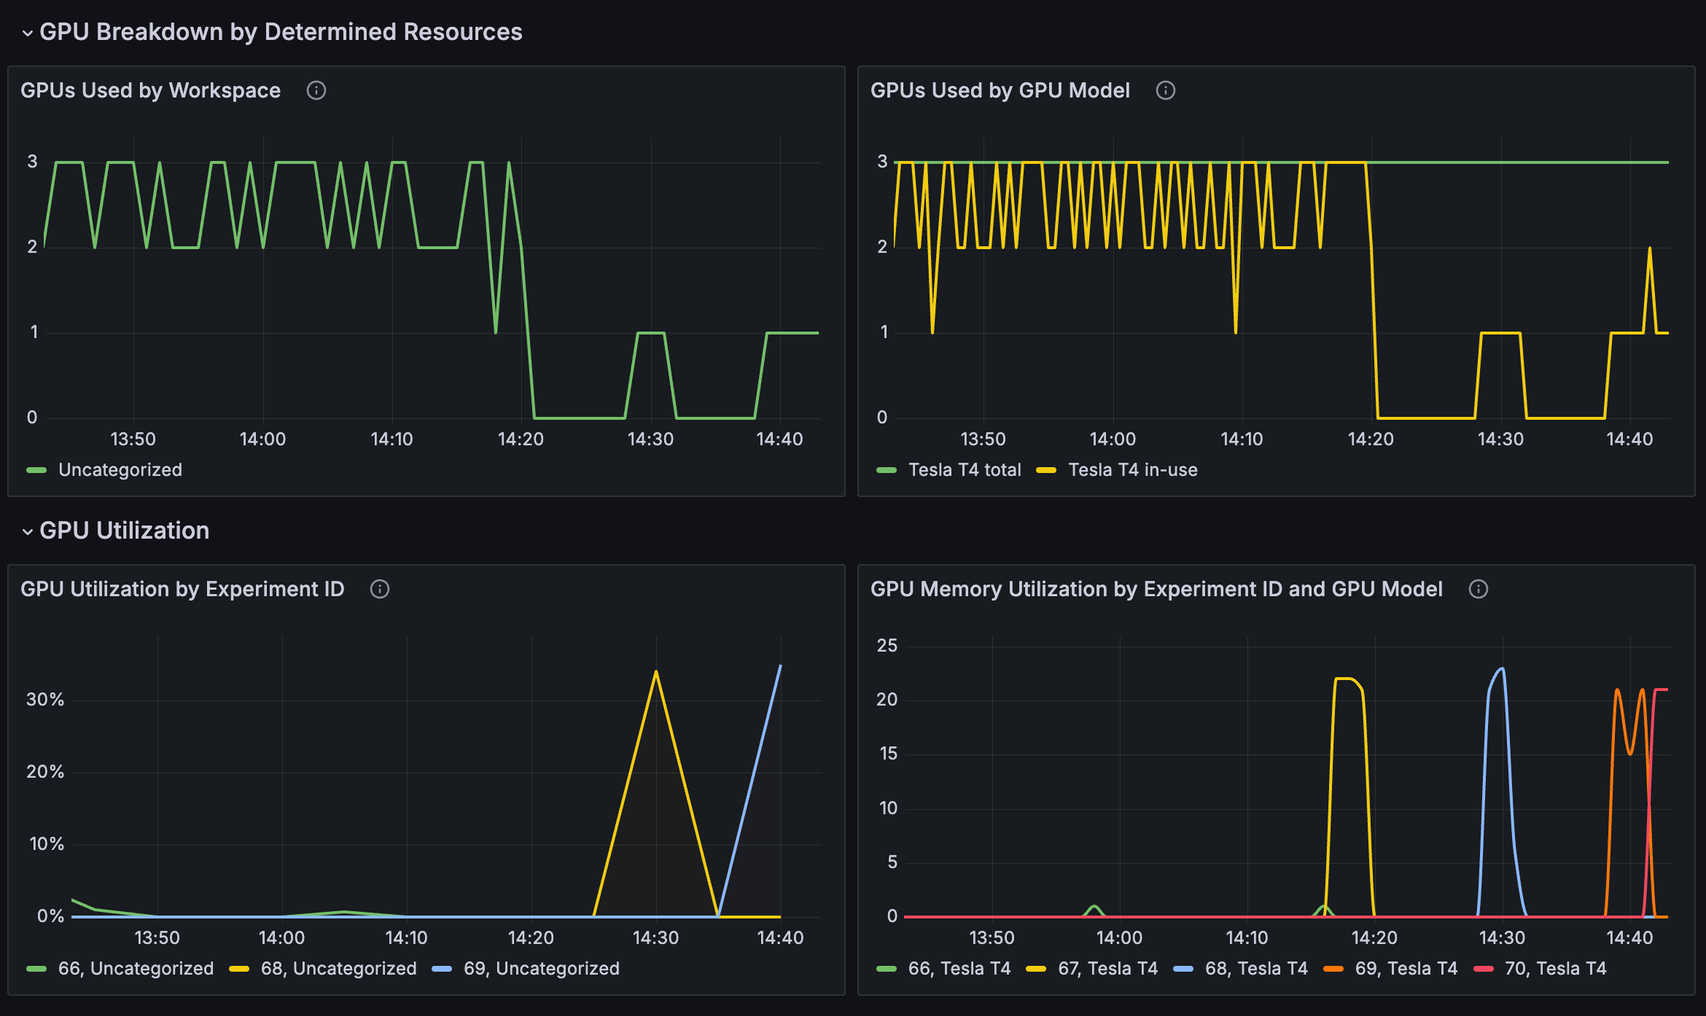 GPU Breakdown by Determined Resources
GPUs Used by Workspace
3
2
1
0
13:50 14:00 14:10 14:20 14:30 14:40
Uncategorized
GPUs Used by GPU Model
3
2
1
0
13:50 14:00 14:10 14:20 14:30 14:40
Tesla T4 total Tesla T4 in-use
GPU Utilization
GPU Utilization by Experiment ID
30%
20%
10%
0%
13:50 14:00 14:10 14:20 14:30 14:40
66, Uncategorized 68, Uncategorized 69, Uncategorized
GPU Memory Utilization by Experiment ID and GPU Model
25
20
15
10
5
0
13:50 14:00 14:10 14:20 14:30 14:40
66, Tesla T4 67, Tesla T4 68, Tesla T4 69, Tesla T4 70, Tesla T4